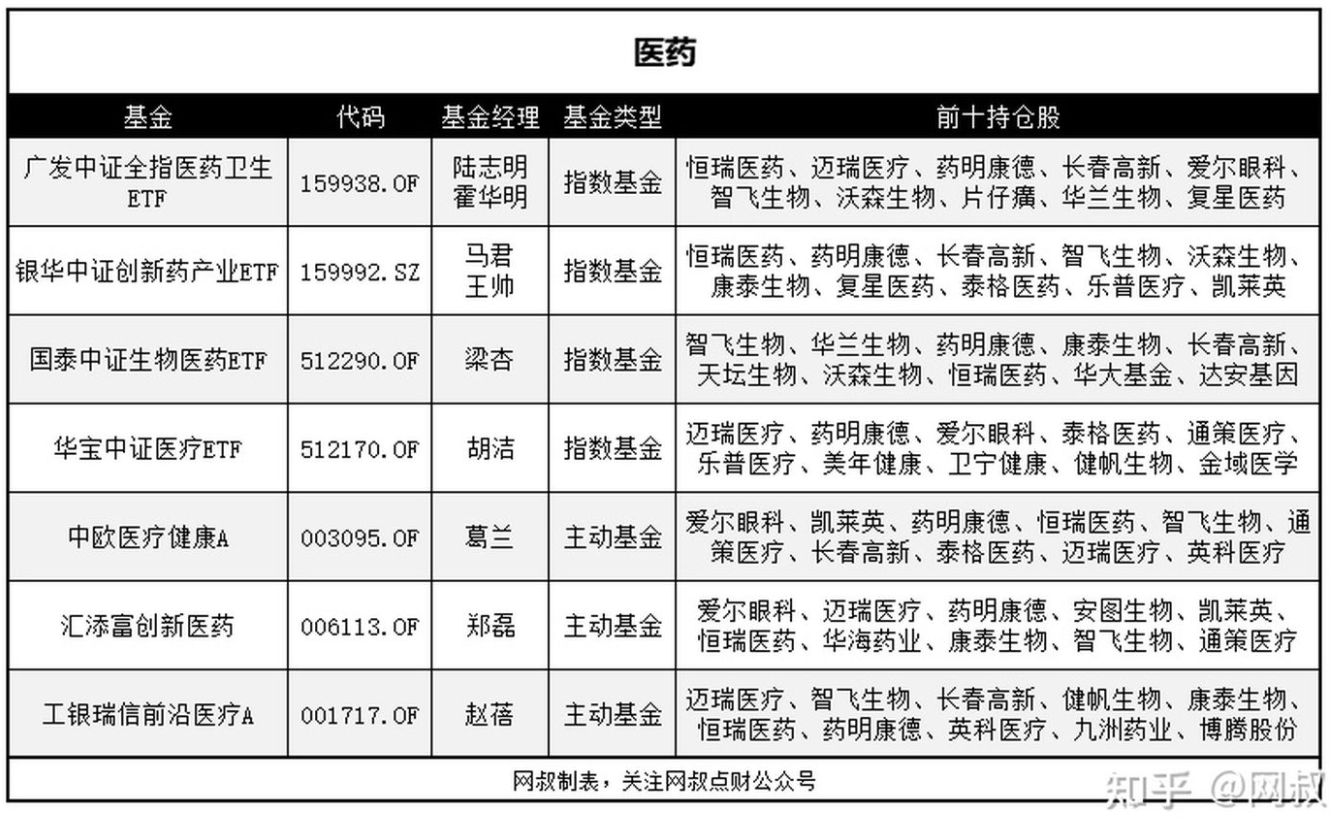 医药
基金 代码 基金经理 基金类型 前十持仓股
广发中证全指医药卫生
ETF
159938.OF
陆志明
霍华明
指数基金
恒瑞医药、迈瑞医疗、药明康德、长春高新、爱尔眼科、
智飞生物、沃森生物、片仔癀、华兰生物、复星医药
银华中证创新药产业ETF
159992.SZ
马君
王帅
指数基金
恒瑞医药、药明康德、长春高新、智飞生物、沃森生物、
康泰生物、复星医药、泰格医药、乐普医疗、凯莱英
国泰中证生物医药ETF
512290.OF
梁杏
指数基金
智飞生物、华兰生物、药明康德、康泰生物、长春高新、
天坛生物、沃森生物、恒瑞医药、华大基金、达安基因
华宝中证医疗ETF
512170.OF
胡洁
指数基金
迈瑞医疗、药明康德、爱尔眼科、泰格医药、通策医疗、
乐普医疗、美年健康、卫宁健康、健帆生物、金域医学
中欧医疗健康A
003095.OF
葛兰
主动基金
爱尔眼科、凯莱英、药明康德、恒瑞医药、智飞生物、通
策医疗、长春高新、泰格医药、迈瑞医疗、英科医疗
汇添富创新医药
006113.OF
郑磊
主动基金
爱尔眼科、迈瑞医疗、药明康德、安图生物、凯莱英、
恒瑞医药、华海药业、康泰生物、智飞生物、通策医疗
工银瑞信前沿医疗A
001717.OF
赵蓓
主动基金
迈瑞医疗、智飞生物、长春高新、健帆生物、康泰生物、
恒瑞医药、药明康德、英科医疗、九洲药业、博腾股份
网叔制表，关注网叔点财公众号
知乎 @网叔